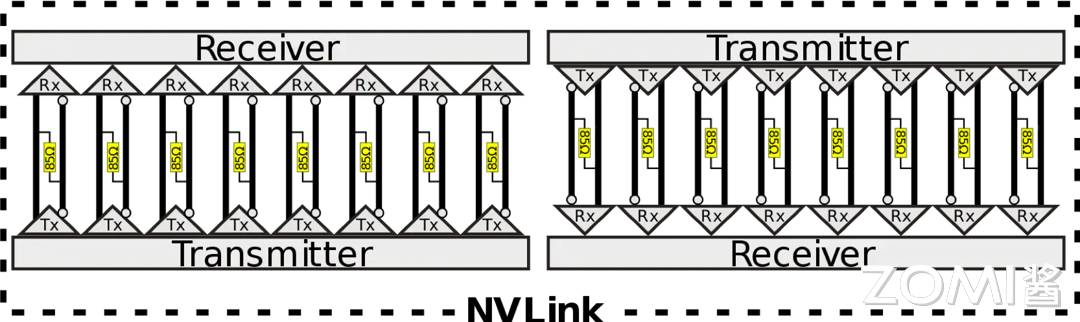 Receiver Transmitter
Rx Rx Rx Rx Rx Rx Rx Rx Tx Tx Tx Tx Tx Tx Tx Tx
85Ω 85Ω 85Ω 85Ω 85Ω 85Ω 85Ω 85Ω 85Ω 85Ω 85Ω 85Ω 85Ω 85Ω 85Ω 85Ω
Tx Tx Tx Tx Tx Tx Tx Tx Rx Rx Rx Rx Rx Rx Rx Rx
Transmitter Receiver
ZOMI酱
NVLink